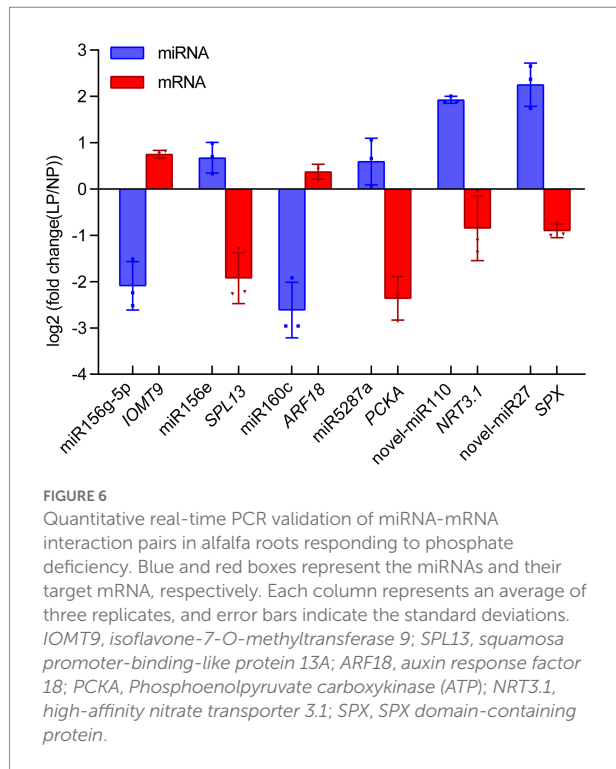 miRNA
mRNA
log2 (fold change(LP/NP))
3
2
1
0
-1
-2
-3
-4
miR156g-5p
IOMT9
miR156e
SPL13
miR160c
ARF18
miR5287a
PCKA
novel-miR110
NRT3.1
novel-miR27
SPX
FIGURE 6
Quantitative real-time PCR validation of miRNA-mRNA
interaction pairs in alfalfa roots responding to phosphate
deficiency. Blue and red boxes represent the miRNAs and their
target mRNA, respectively. Each column represents an average of
three replicates, and error bars indicate the standard deviations.
IOMT9, isoflavone-7-O-methyltransferase 9; SPL13, squamosa
promoter-binding-like protein 13A; ARF18, auxin response factor
18; PCKA, Phosphoenolpyruvate carboxykinase (ATP); NRT3.1,
high-affinity nitrate transporter 3.1; SPX, SPX domain-containing
protein.